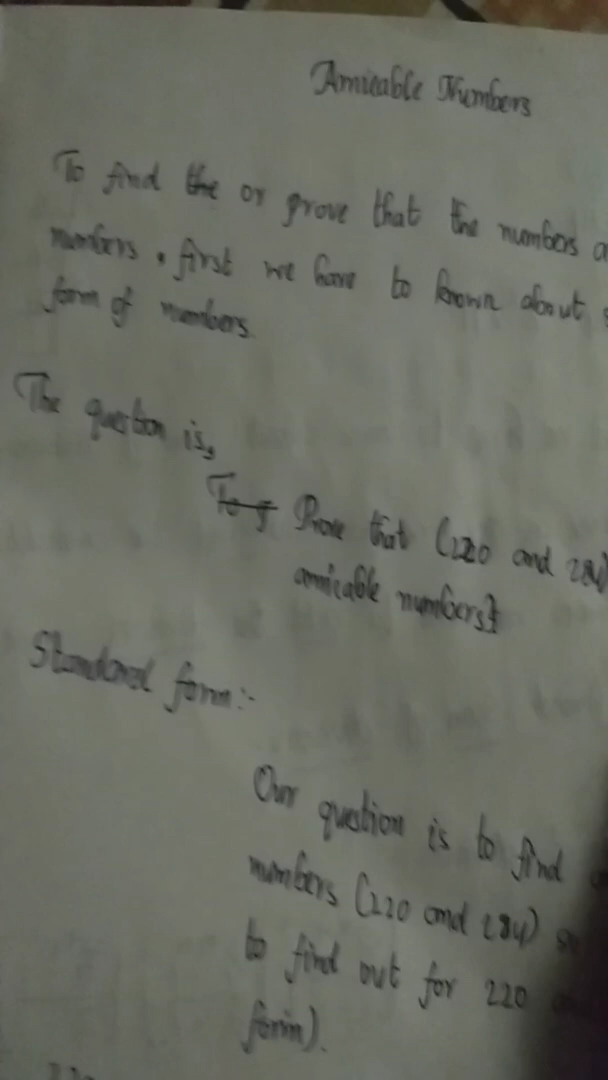 Amicable Numbers
To find the or prove that the numbers
numbers. first we have to known about
form of numbers.
The question is,
To Prove that (220 and 284)
amicable numbers}
Standard form:-
Our question is to find
numbers (220 and 284)
to find out for 220
form).